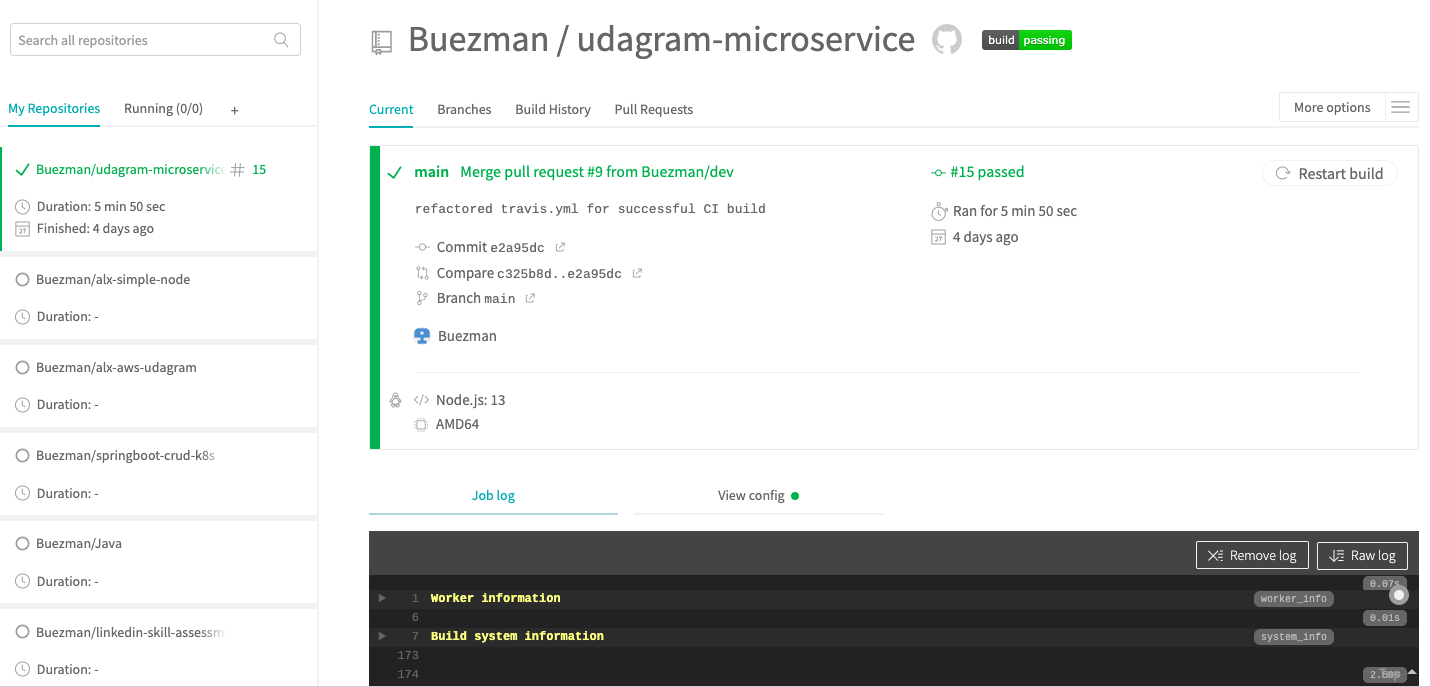 Search all repositories
My Repositories Running (0/0) +
Buezman/udagram-microservice # 15
Duration: 5 min 50 sec
Finished: 4 days ago
Buezman/alx-simple-node
Duration: -
Buezman/alx-aws-udagram
Duration: -
Buezman/springboot-crud-k8s
Duration: -
Buezman/Java
Duration: -
Buezman/linkedin-skill-assessm
Duration: -
Buezman / udagram-microservice build passing
Current Branches Build History Pull Requests More options
main Merge pull request #9 from Buezman/dev
refactored travis.yml for successful CI build
Commit e2a95dc
Compare c325b8d..e2a95dc
Branch main
Buezman
Node.js: 13
AMD64
#15 passed
Ran for 5 min 50 sec
4 days ago
Restart build
Job log View config
Remove log Raw log
0.07s
1 Worker information worker_info
6 0.01s
7 Build system information system_info
173
174